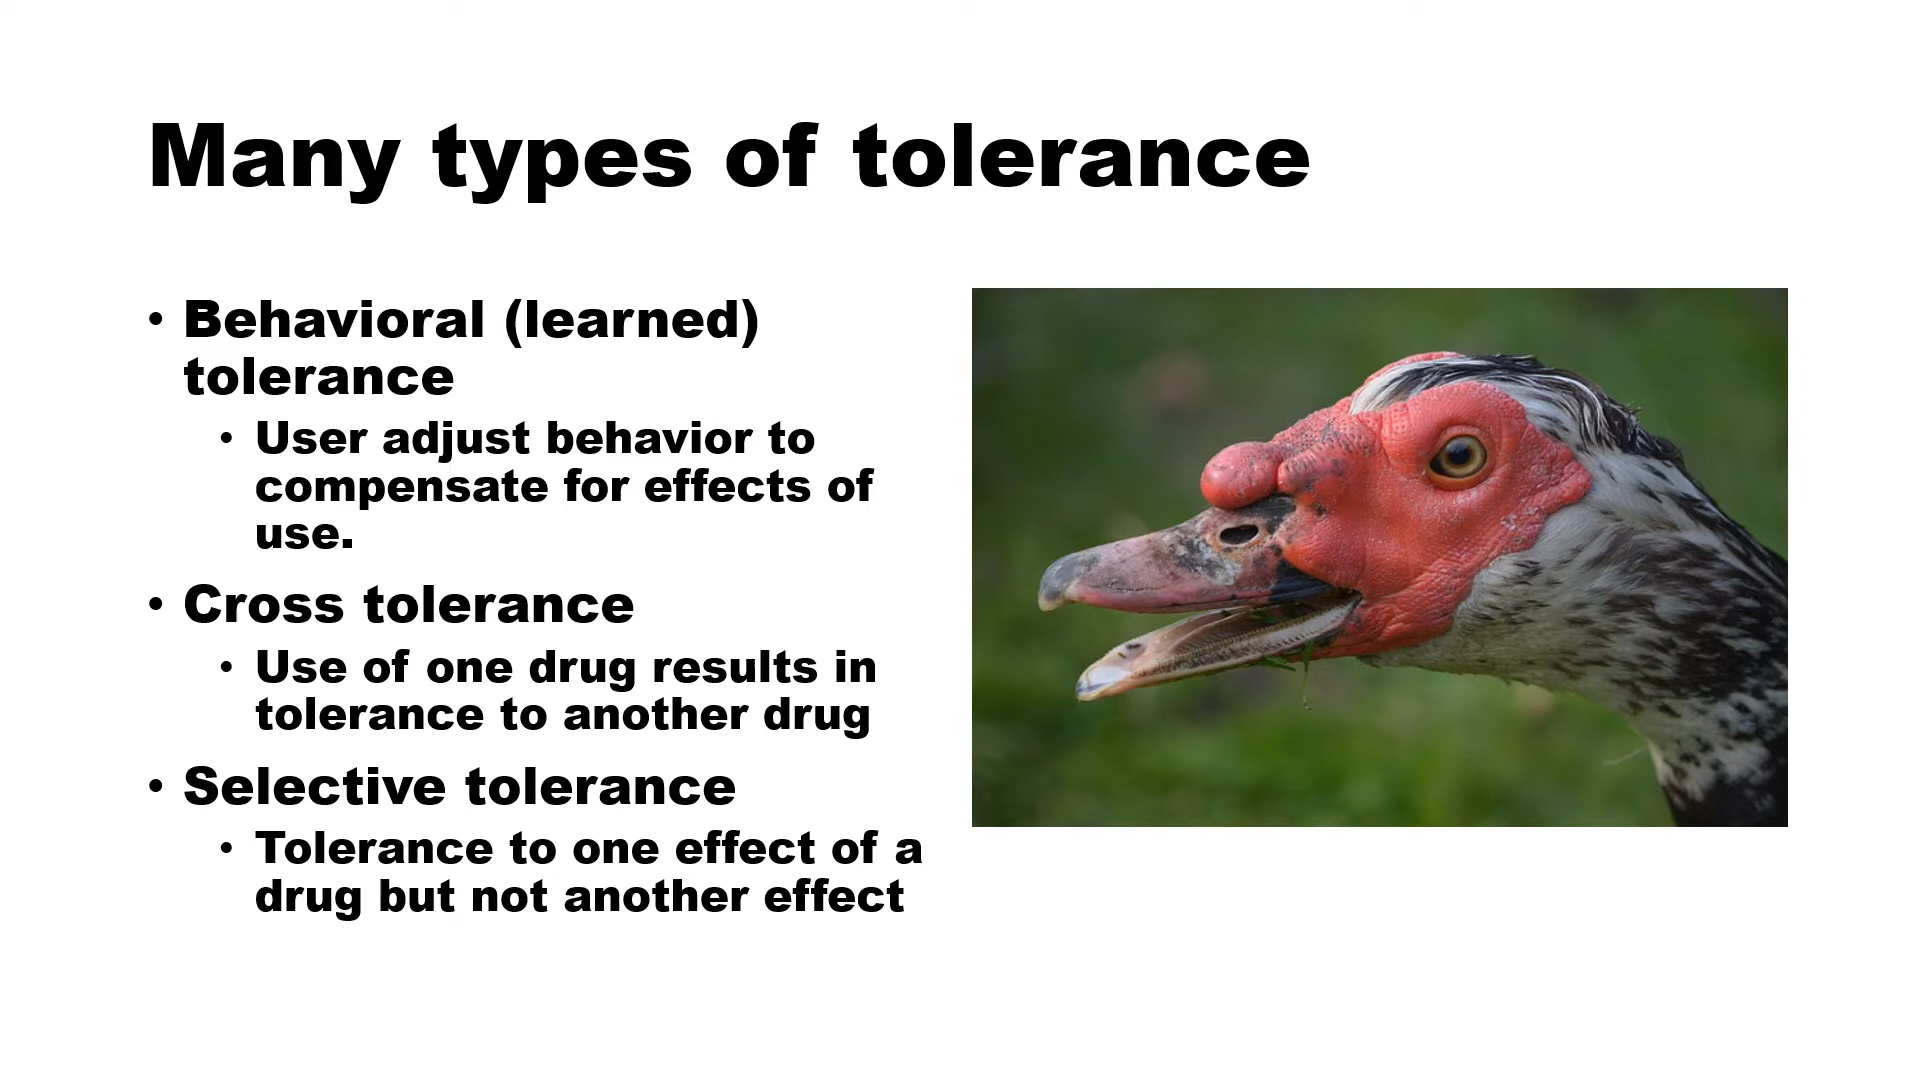 Many types of tolerance
• Behavioral (learned)
tolerance
• User adjust behavior to
compensate for effects of
use.
• Cross tolerance
• Use of one drug results in
tolerance to another drug
• Selective tolerance
• Tolerance to one effect of a
drug but not another effect